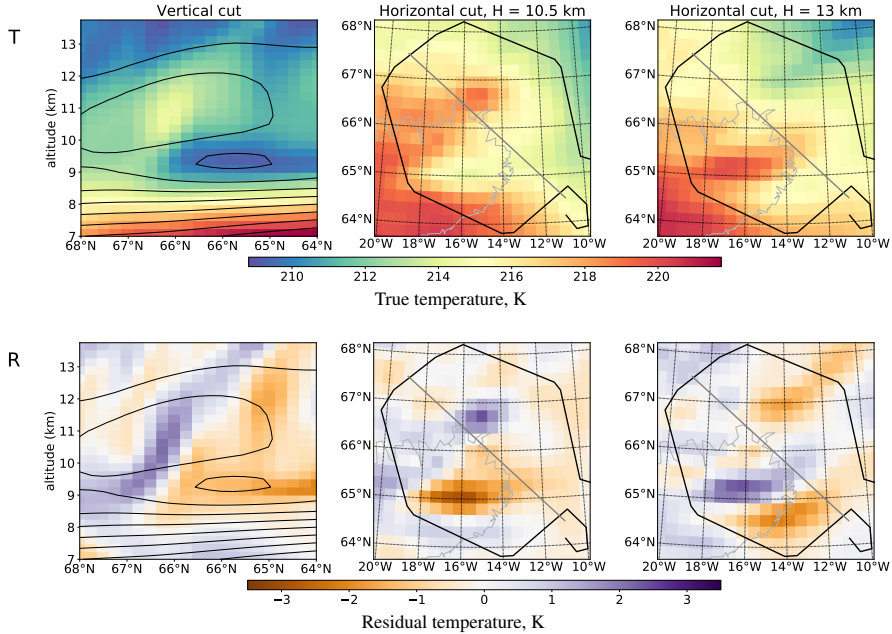 Vertical cut
Horizontal cut, H = 10.5 km
Horizontal cut, H = 13 km
T
altitude (km)
13
12
11
10
9
8
7
68°N 67°N 66°N 65°N 64°N
68°N
67°N
66°N
65°N
64°N
20°W 18°W 16°W 14°W 12°W 10°W
68°N
67°N
66°N
65°N
64°N
20°W 18°W 16°W 14°W 12°W 10°W
210 212 214 216 218 220
True temperature, K
R
altitude (km)
13
12
11
10
9
8
7
68°N 67°N 66°N 65°N 64°N
68°N
67°N
66°N
65°N
64°N
20°W 18°W 16°W 14°W 12°W 10°W
68°N
67°N
66°N
65°N
64°N
20°W 18°W 16°W 14°W 12°W 10°W
−3 −2 −1 0 1 2 3
Residual temperature, K